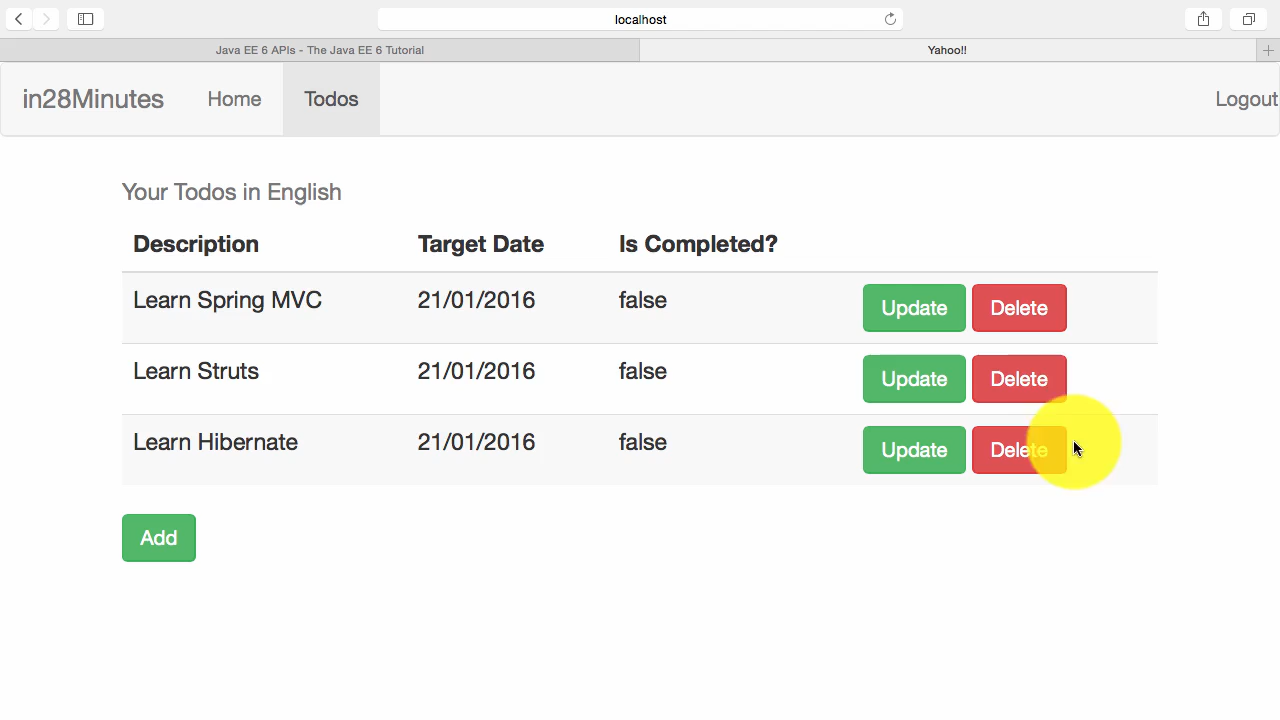 localhost
Java EE 6 APIs - The Java EE 6 Tutorial Yahoo!!
in28Minutes Home Todos Logout
Your Todos in English
Description Target Date Is Completed?
Learn Spring MVC 21/01/2016 false Update Delete
Learn Struts 21/01/2016 false Update Delete
Learn Hibernate 21/01/2016 false Update Delete
Add